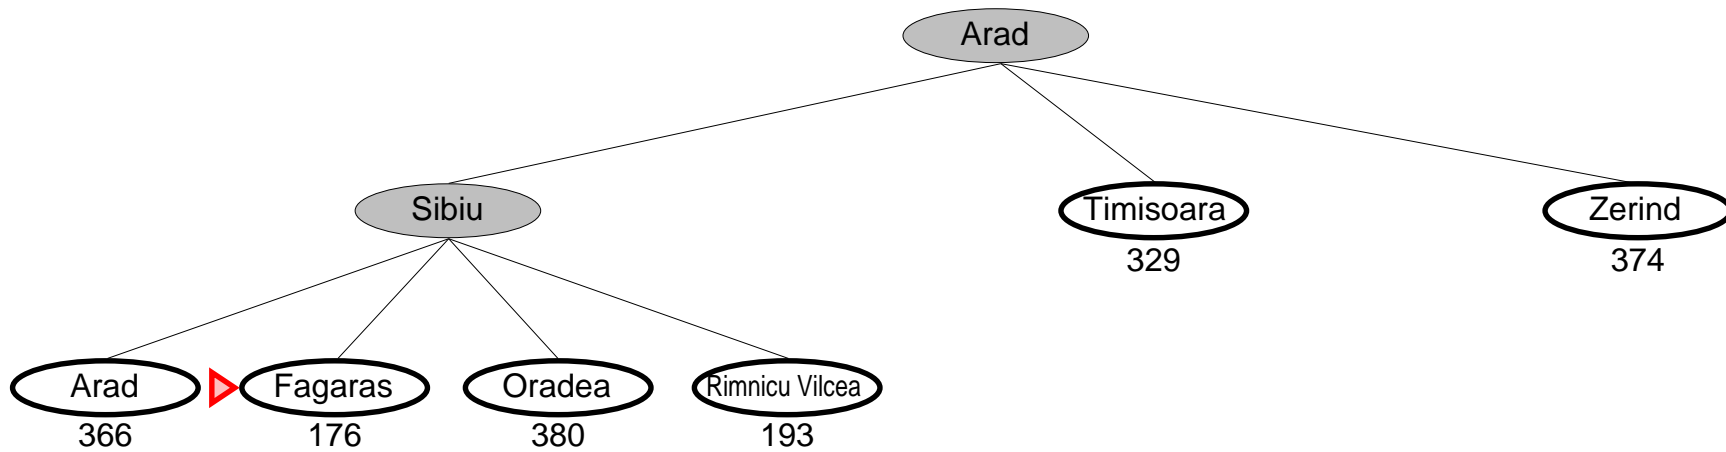 Arad
Sibiu
Timisoara
Zerind
329
374
Arad
Fagaras
Oradea
Rimnicu Vilcea
366
176
380
193